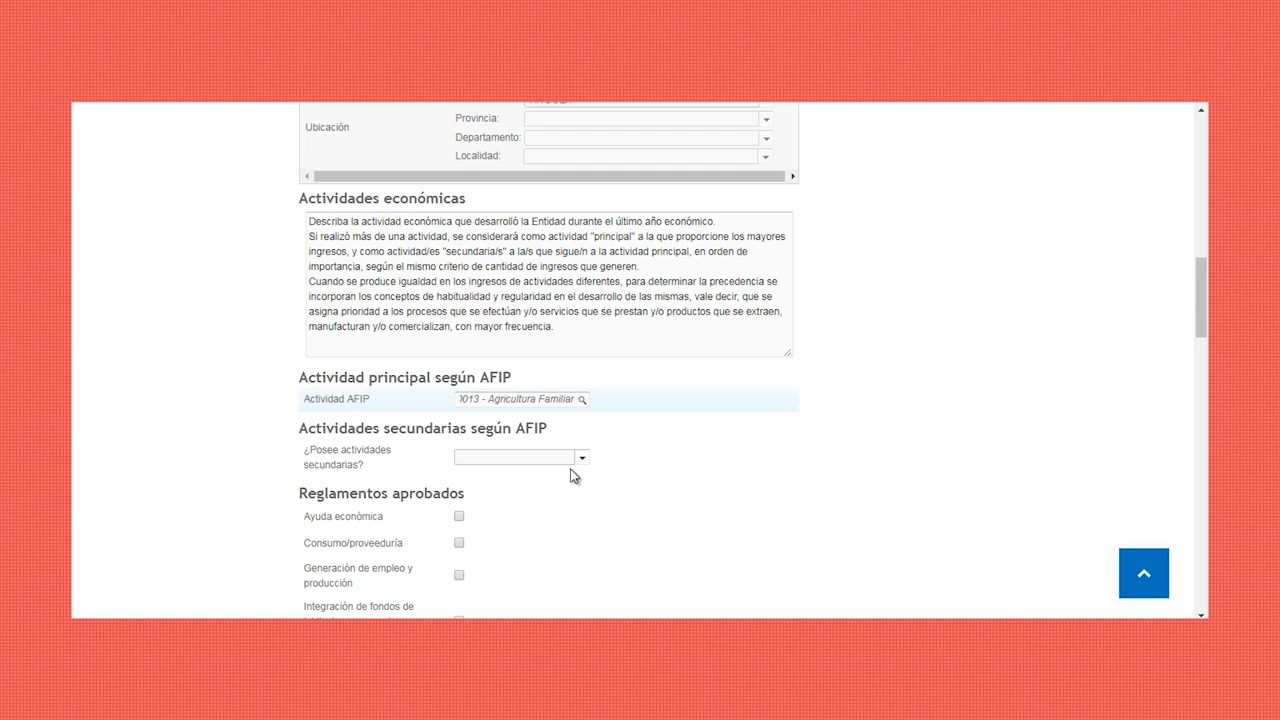 Ubicación
Provincia:
Departamento:
Localidad:
Actividades económicas
Describa la actividad económica que desarrolló la Entidad durante el último año económico.
Si realizó más de una actividad, se considerará como actividad "principal" a la que proporcione los mayores
ingresos, y como actividad/es "secundaria/s" a la/s que sigue/n a la actividad principal, en orden de
importancia, según el mismo criterio de cantidad de ingresos que generen.
Cuando se produce igualdad en los ingresos de actividades diferentes, para determinar la precedencia se
incorporan los conceptos de habitualidad y regularidad en el desarrollo de las mismas, vale decir, que se
asigna prioridad a los procesos que se efectúan y/o servicios que se prestan y/o productos que se extraen,
manufacturan y/o comercializan, con mayor frecuencia.
Actividad principal según AFIP
Actividad AFIP
013 - Agricultura Familiar
Actividades secundarias según AFIP
¿Posee actividades
secundarias?
Reglamentos aprobados
Ayuda económica
Consumo/proveeduría
Generación de empleo y
producción
Integración de fondos de